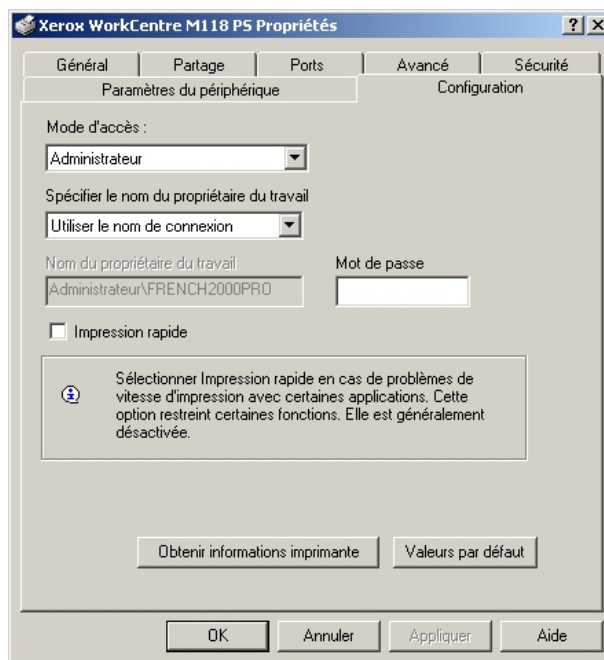 Xerox WorkCentre M118 PS Propriétés
Général Partage Ports Avancé Sécurité
Paramètres du périphérique Configuration
Mode d'accès :
Administrateur
Spécifier le nom du propriétaire du travail
Utiliser le nom de connexion
Nom du propriétaire du travail Mot de passe
Administrateur\FRENCH2000PRO
Impression rapide
Sélectionner Impression rapide en cas de problèmes de
vitesse d'impression avec certaines applications. Cette
option restreint certaines fonctions. Elle est généralement
désactivée.
Obtenir informations imprimante Valeurs par défaut
OK Annuler Appliquer Aide